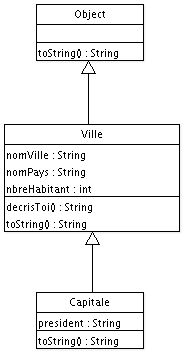 Object
toString() : String
Ville
nomVille : String
nomPays : String
nbreHabitant : int
decrisToi() : String
toString() : String
Capitale
president : String
toString() : String